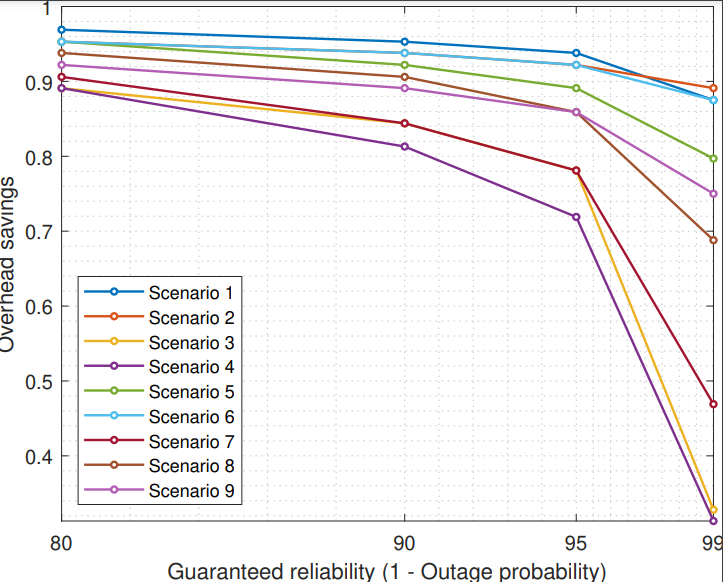 1
0.9
0.8
0.7
0.6
0.5
0.4
Overhead savings
Scenario 1
Scenario 2
Scenario 3
Scenario 4
Scenario 5
Scenario 6
Scenario 7
Scenario 8
Scenario 9
80
90
95
99
Guaranteed reliability (1 - Outage probability)